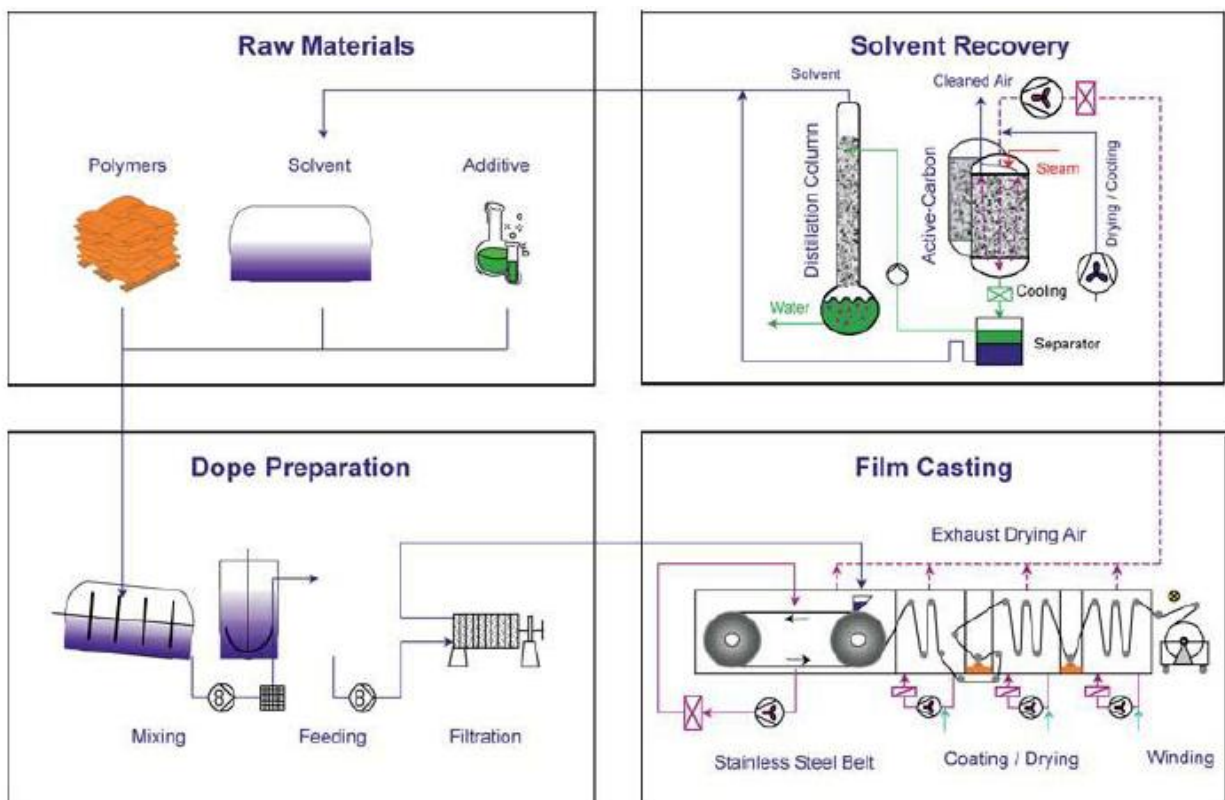 Raw Materials
Polymers
Solvent
Additive
Solvent Recovery
Solvent
Cleaned Air
Distillation Column
Active-Carbon
Steam
Drying / Cooling
Cooling
Water
Separator
Dope Preparation
Mixing
Feeding
Filtration
Film Casting
Exhaust Drying Air
Stainless Steel Belt
Coating / Drying
Winding